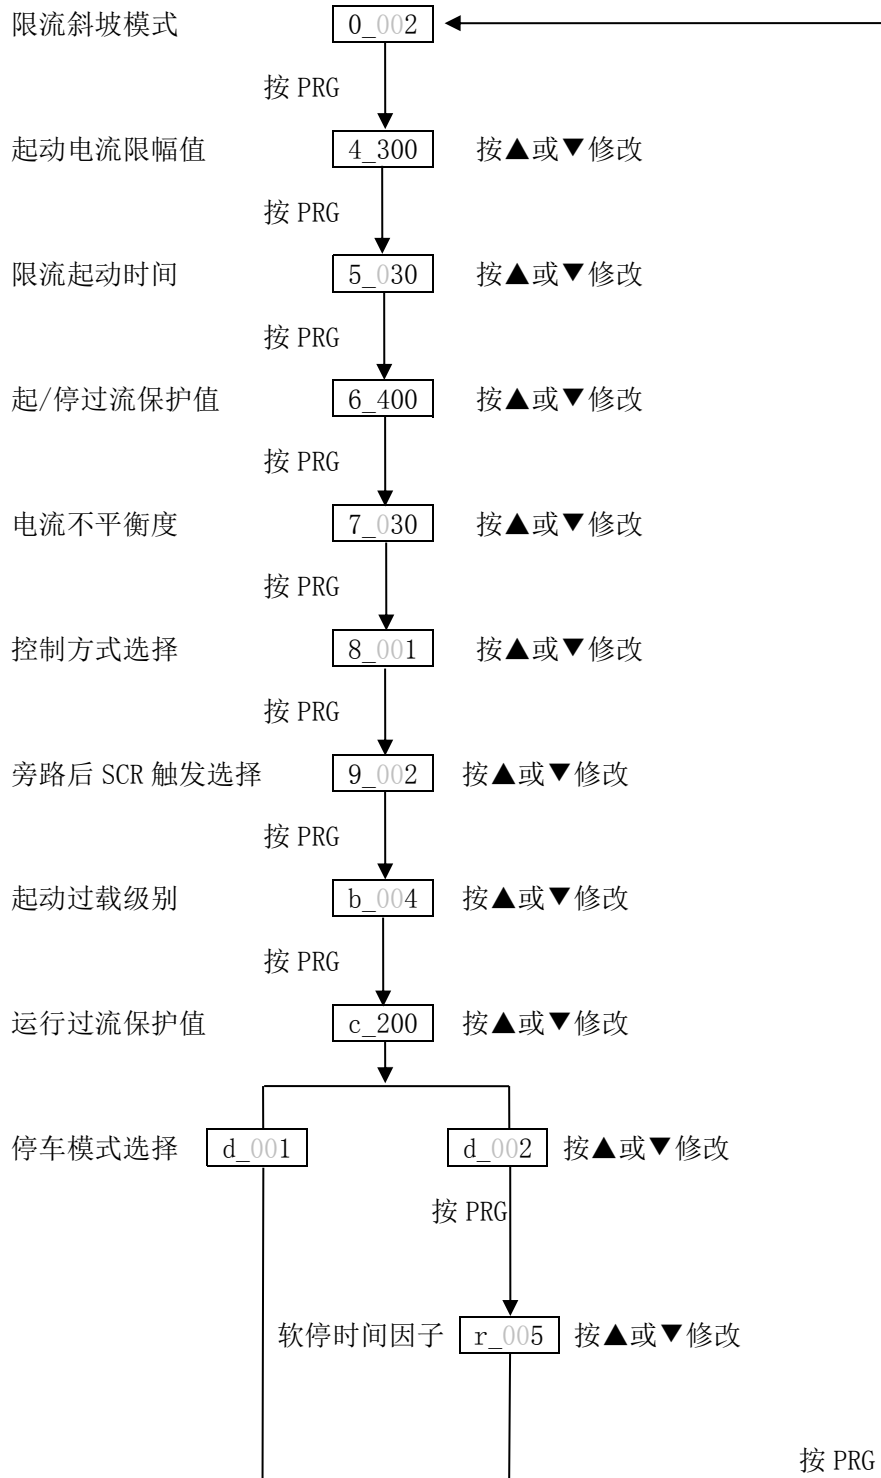 限流斜坡模式 0_002
按 PRG
起动电流限幅值 4_300 按▲或▼修改
按 PRG
限流起动时间 5_030 按▲或▼修改
按 PRG
起/停过流保护值 6_400 按▲或▼修改
按 PRG
电流不平衡度 7_030 按▲或▼修改
按 PRG
控制方式选择 8_001 按▲或▼修改
按 PRG
旁路后 SCR 触发选择 9_002 按▲或▼修改
按 PRG
起动过载级别 b_004 按▲或▼修改
按 PRG
运行过流保护值 c_200 按▲或▼修改
停车模式选择 d_001 d_002 按▲或▼修改
按 PRG
软停时间因子 r_005 按▲或▼修改
按 PRG